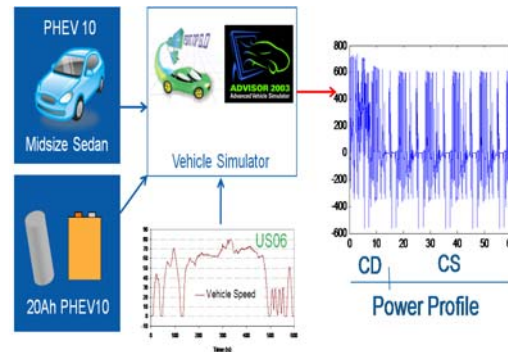 PHEV 10
Midsize Sedan
20Ah PHEV10
ADVISOR 2003
Advanced Vehicle Simulator
Vehicle Simulator
US06
Vehicle Speed
800
600
400
200
0
-200
-400
-600
0 10 20 30 40 50
CD CS
Power Profile